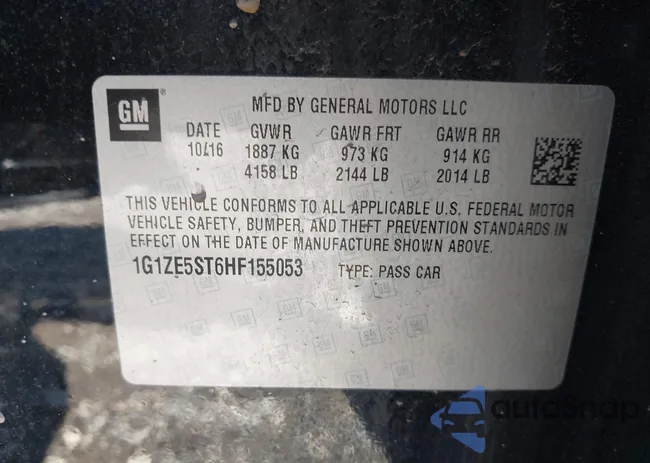 GM
MFD BY GENERAL MOTORS LLC
DATE GVWR GAWR FRT GAWR RR
10/16 1887 KG 973 KG 914 KG
4158 LB 2144 LB 2014 LB
THIS VEHICLE CONFORMS TO ALL APPLICABLE U.S. FEDERAL MOTOR
VEHICLE SAFETY, BUMPER, AND THEFT PREVENTION STANDARDS IN
EFFECT ON THE DATE OF MANUFACTURE SHOWN ABOVE.
1G1ZE5ST6HF155053 TYPE: PASS CAR
autoSnap